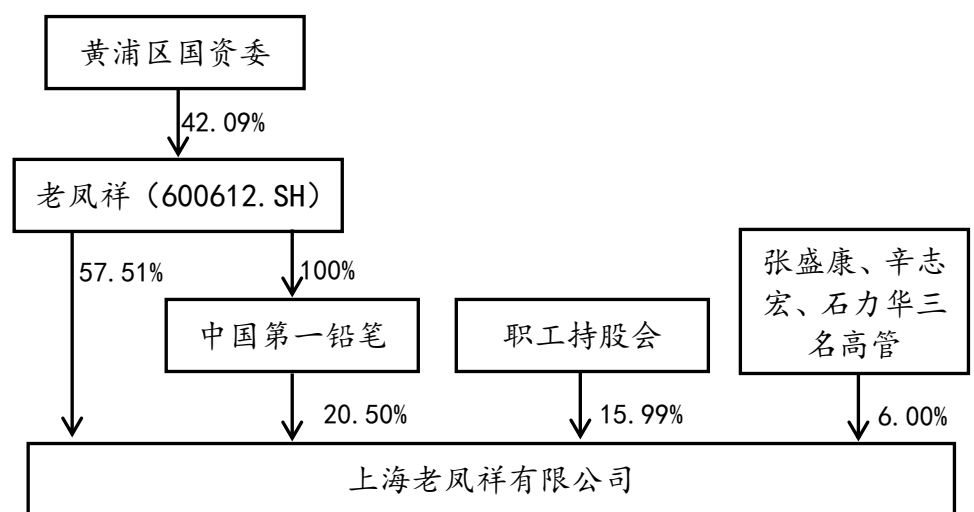 黄浦区国资委
42.09%
老凤祥（600612.SH）
57.51%
100%
张盛康、辛志
宏、石力华三
名高管
中国第一铅笔
职工持股会
20.50%
15.99%
6.00%
上海老凤祥有限公司